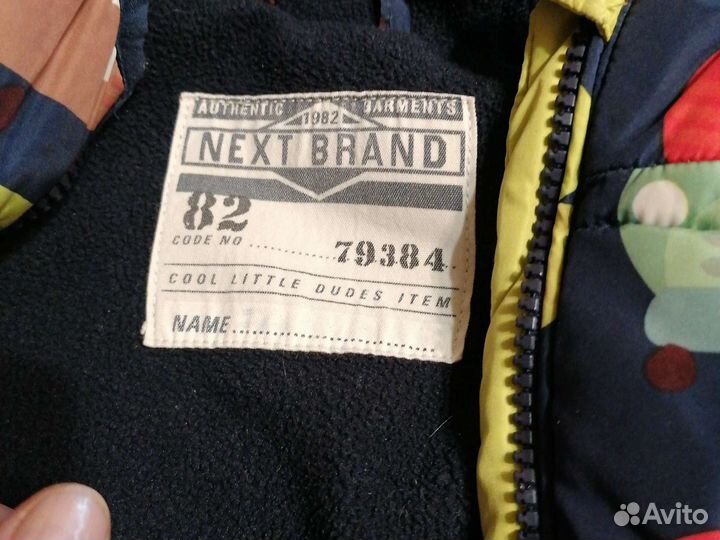 AUTHENTIC GARMENTS
1982
NEXT BRAND
82
CODE NO .............. 79384
COOL LITTLE DUDES ITEM
NAME..............................
Avito